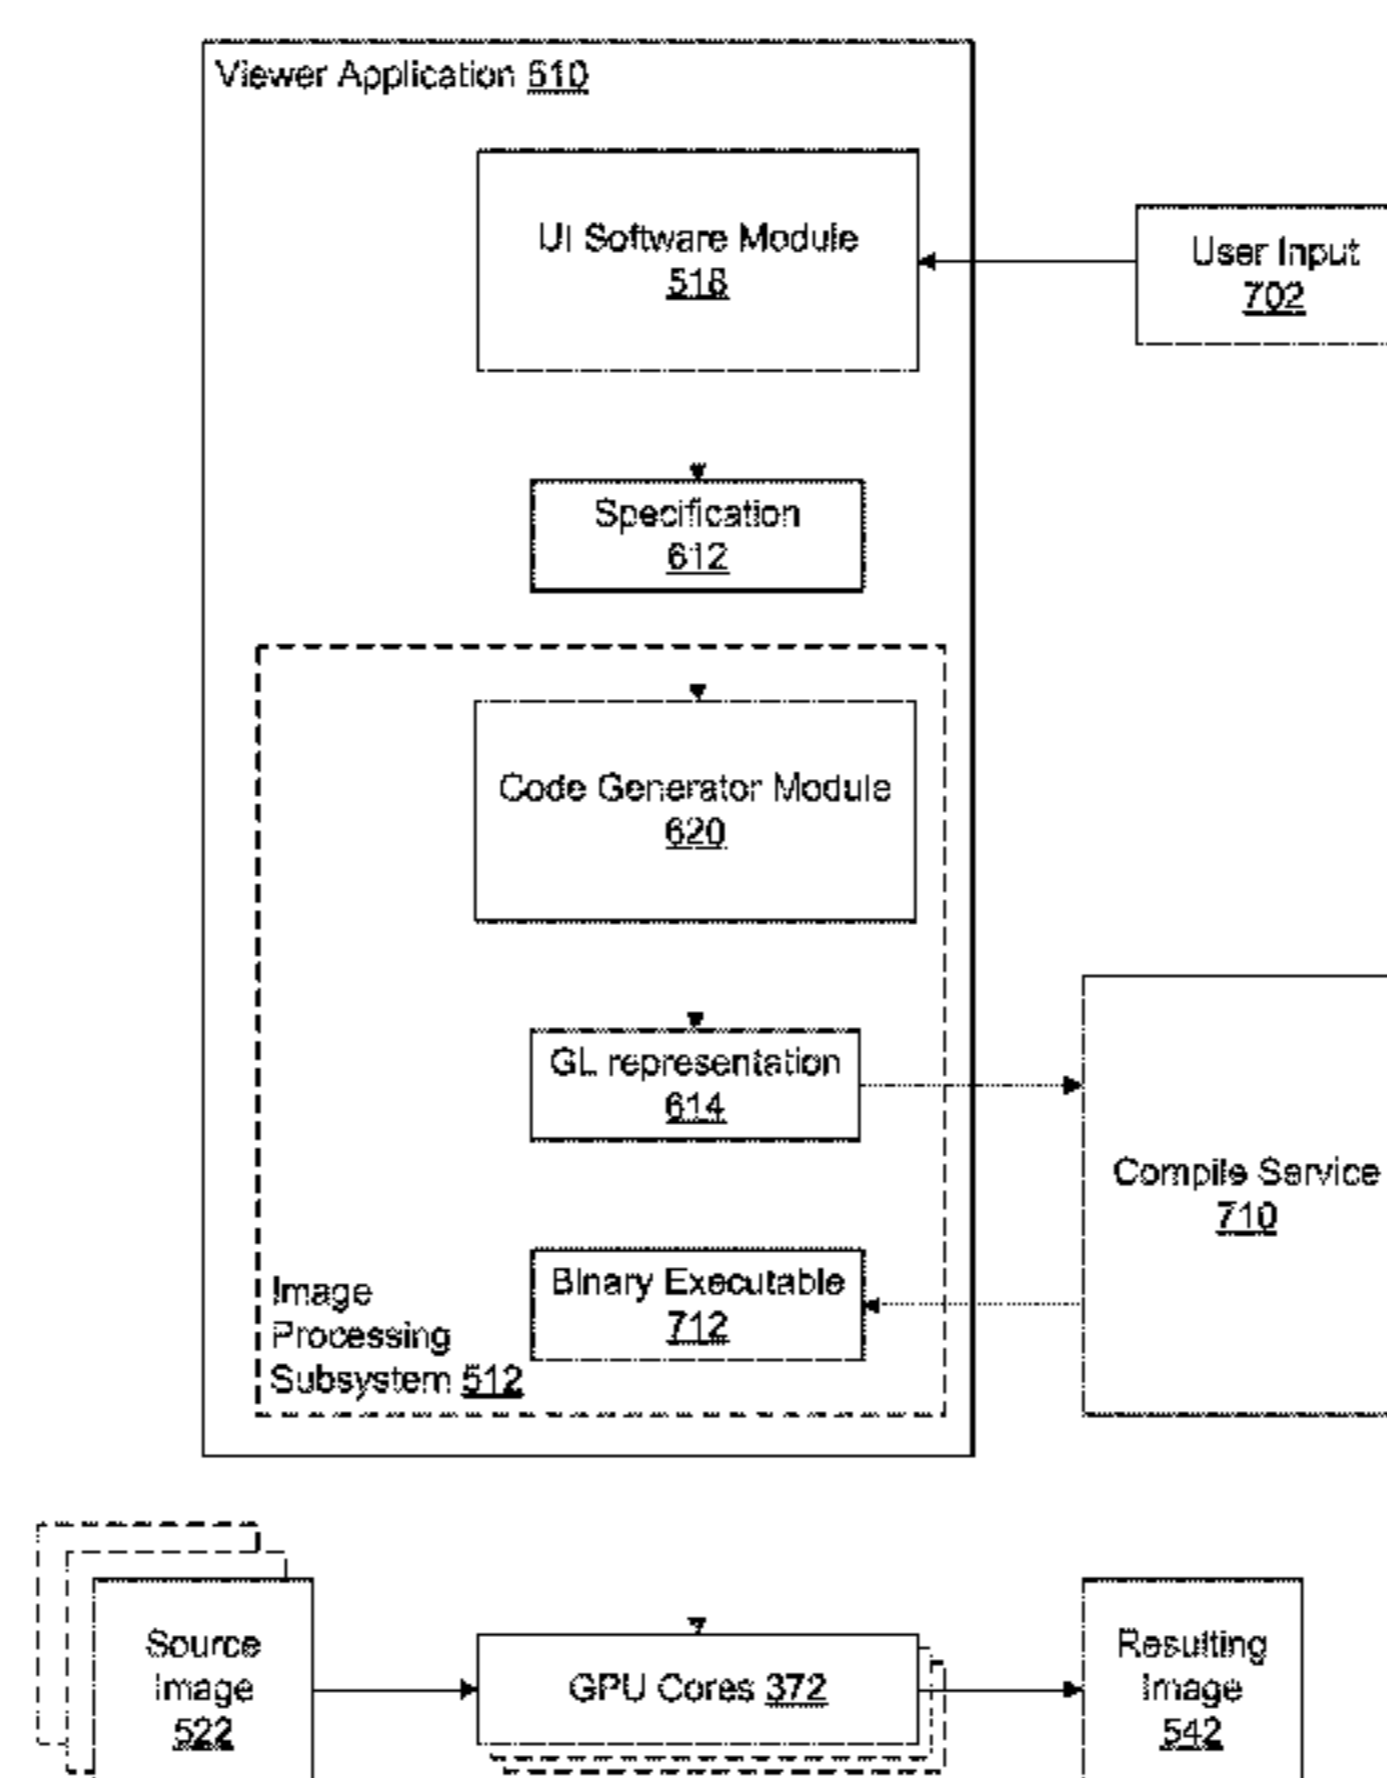 Viewer Application 610
UI Software Module
516
User Input
702
Specification
612
Code Generator Module
620
GL representation
614
Compile Service
710
Binary Executable
712
Image
Processing
Subsystem 512
Source
Image
522
GPU Cores 372
Resulting
Image
542